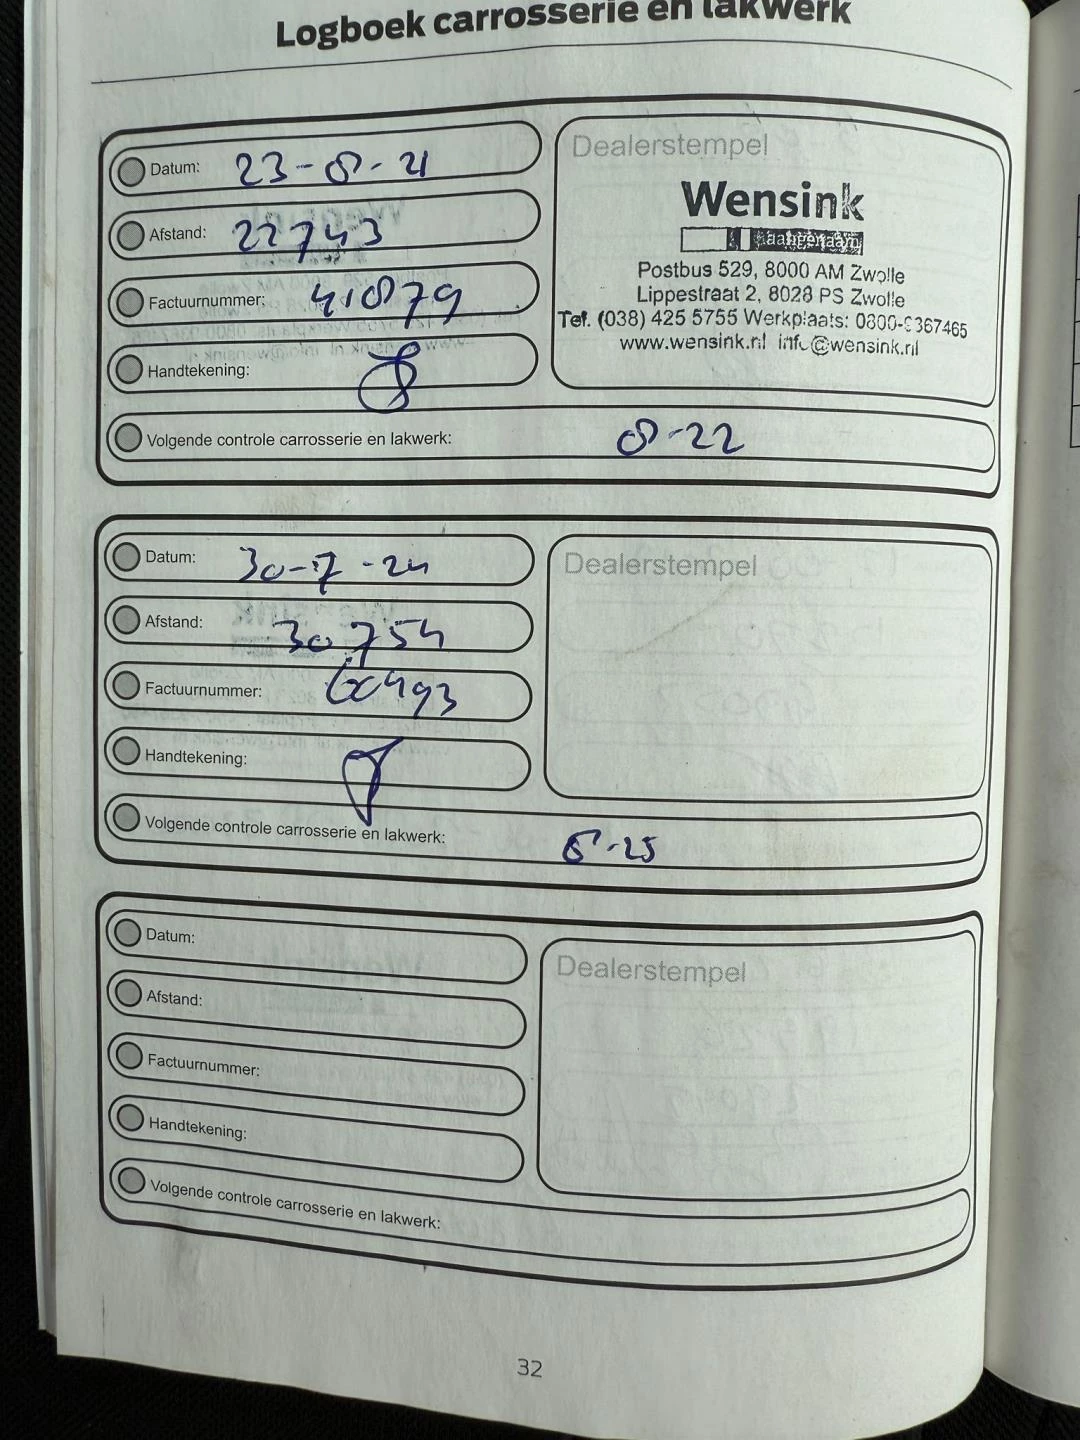 Logboek carrosserie en lakwerk
Datum: 23-8-21
Afstand: 22743
Factuurnummer: 41879
Handtekening:
Volgende controle carrosserie en lakwerk: 8-22
Dealerstempel
Wensink
aangenaam
Postbus 529, 8000 AM Zwolle
Lippestraat 2, 8028 PS Zwolle
Tel. (038) 425 5755 Werkplaats: 0800-9367465
www.wensink.nl info@wensink.nl
Datum: 30-7-24
Afstand: 30754
Factuurnummer: 60493
Handtekening:
Volgende controle carrosserie en lakwerk: -25
Dealerstempel
Datum:
Afstand:
Factuurnummer:
Handtekening:
Volgende controle carrosserie en lakwerk:
Dealerstempel
32